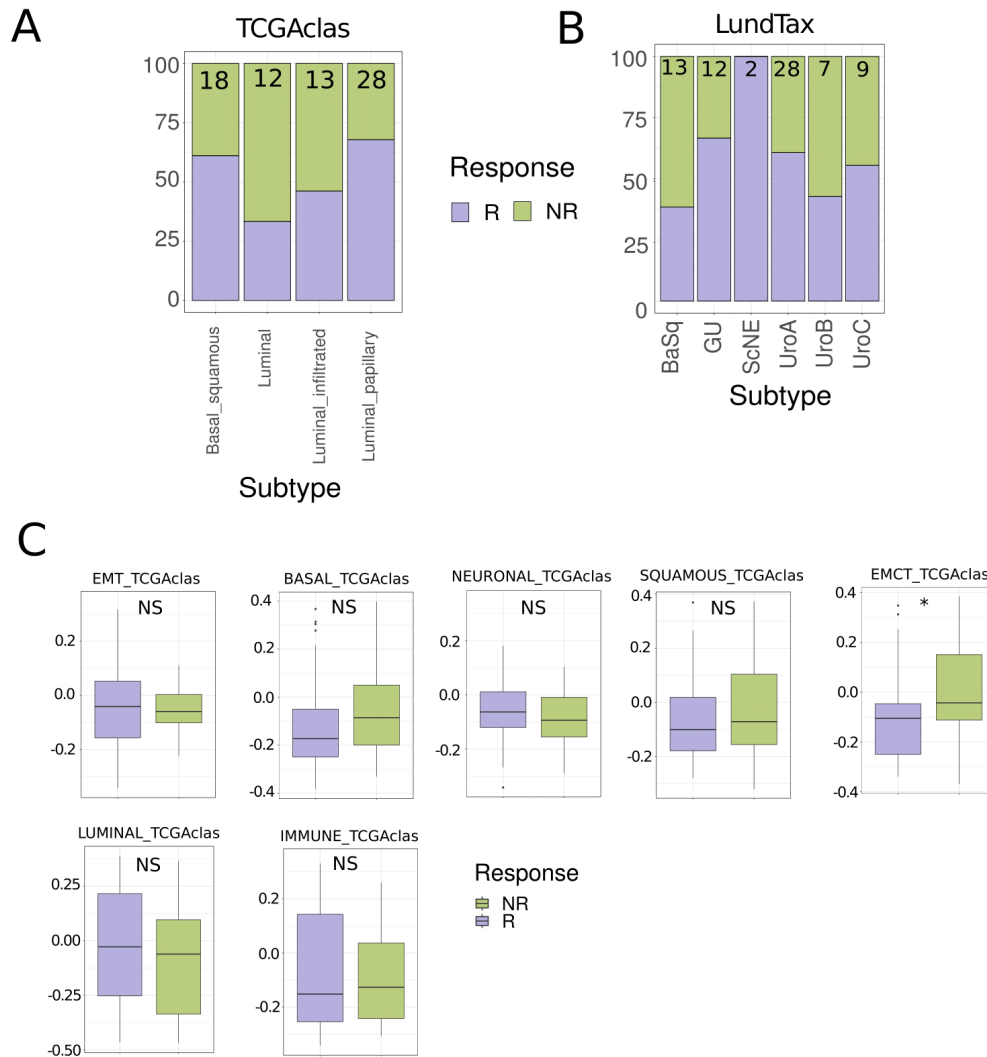 A
TCGAclas
100
75
50
25
0
18
12
13
28
Basal_squamous
Luminal
Luminal_infiltrated
Luminal_papillary
Subtype
Response
R
NR
B
LundTax
100
75
50
25
0
13
12
2
28
7
9
BaSq
GU
ScNE
UroA
UroB
UroC
Subtype
C
EMT_TCGAclas
NS
0.2
0.0
-0.2
BASAL_TCGAclas
NS
0.4
0.2
-0.0
-0.2
-0.4
NEURONAL_TCGAclas
NS
0.2
0.0
-0.2
SQUAMOUS_TCGAclas
NS
0.4
0.2
-0.0
-0.2
-0.4
EMCT_TCGAclas
*
0.4
0.2
-0.0
-0.2
0.4
LUMINAL_TCGAclas
NS
0.25
0.00
-0.25
-0.50
IMMUNE_TCGAclas
NS
0.2
0.0
-0.2
Response
NR
R